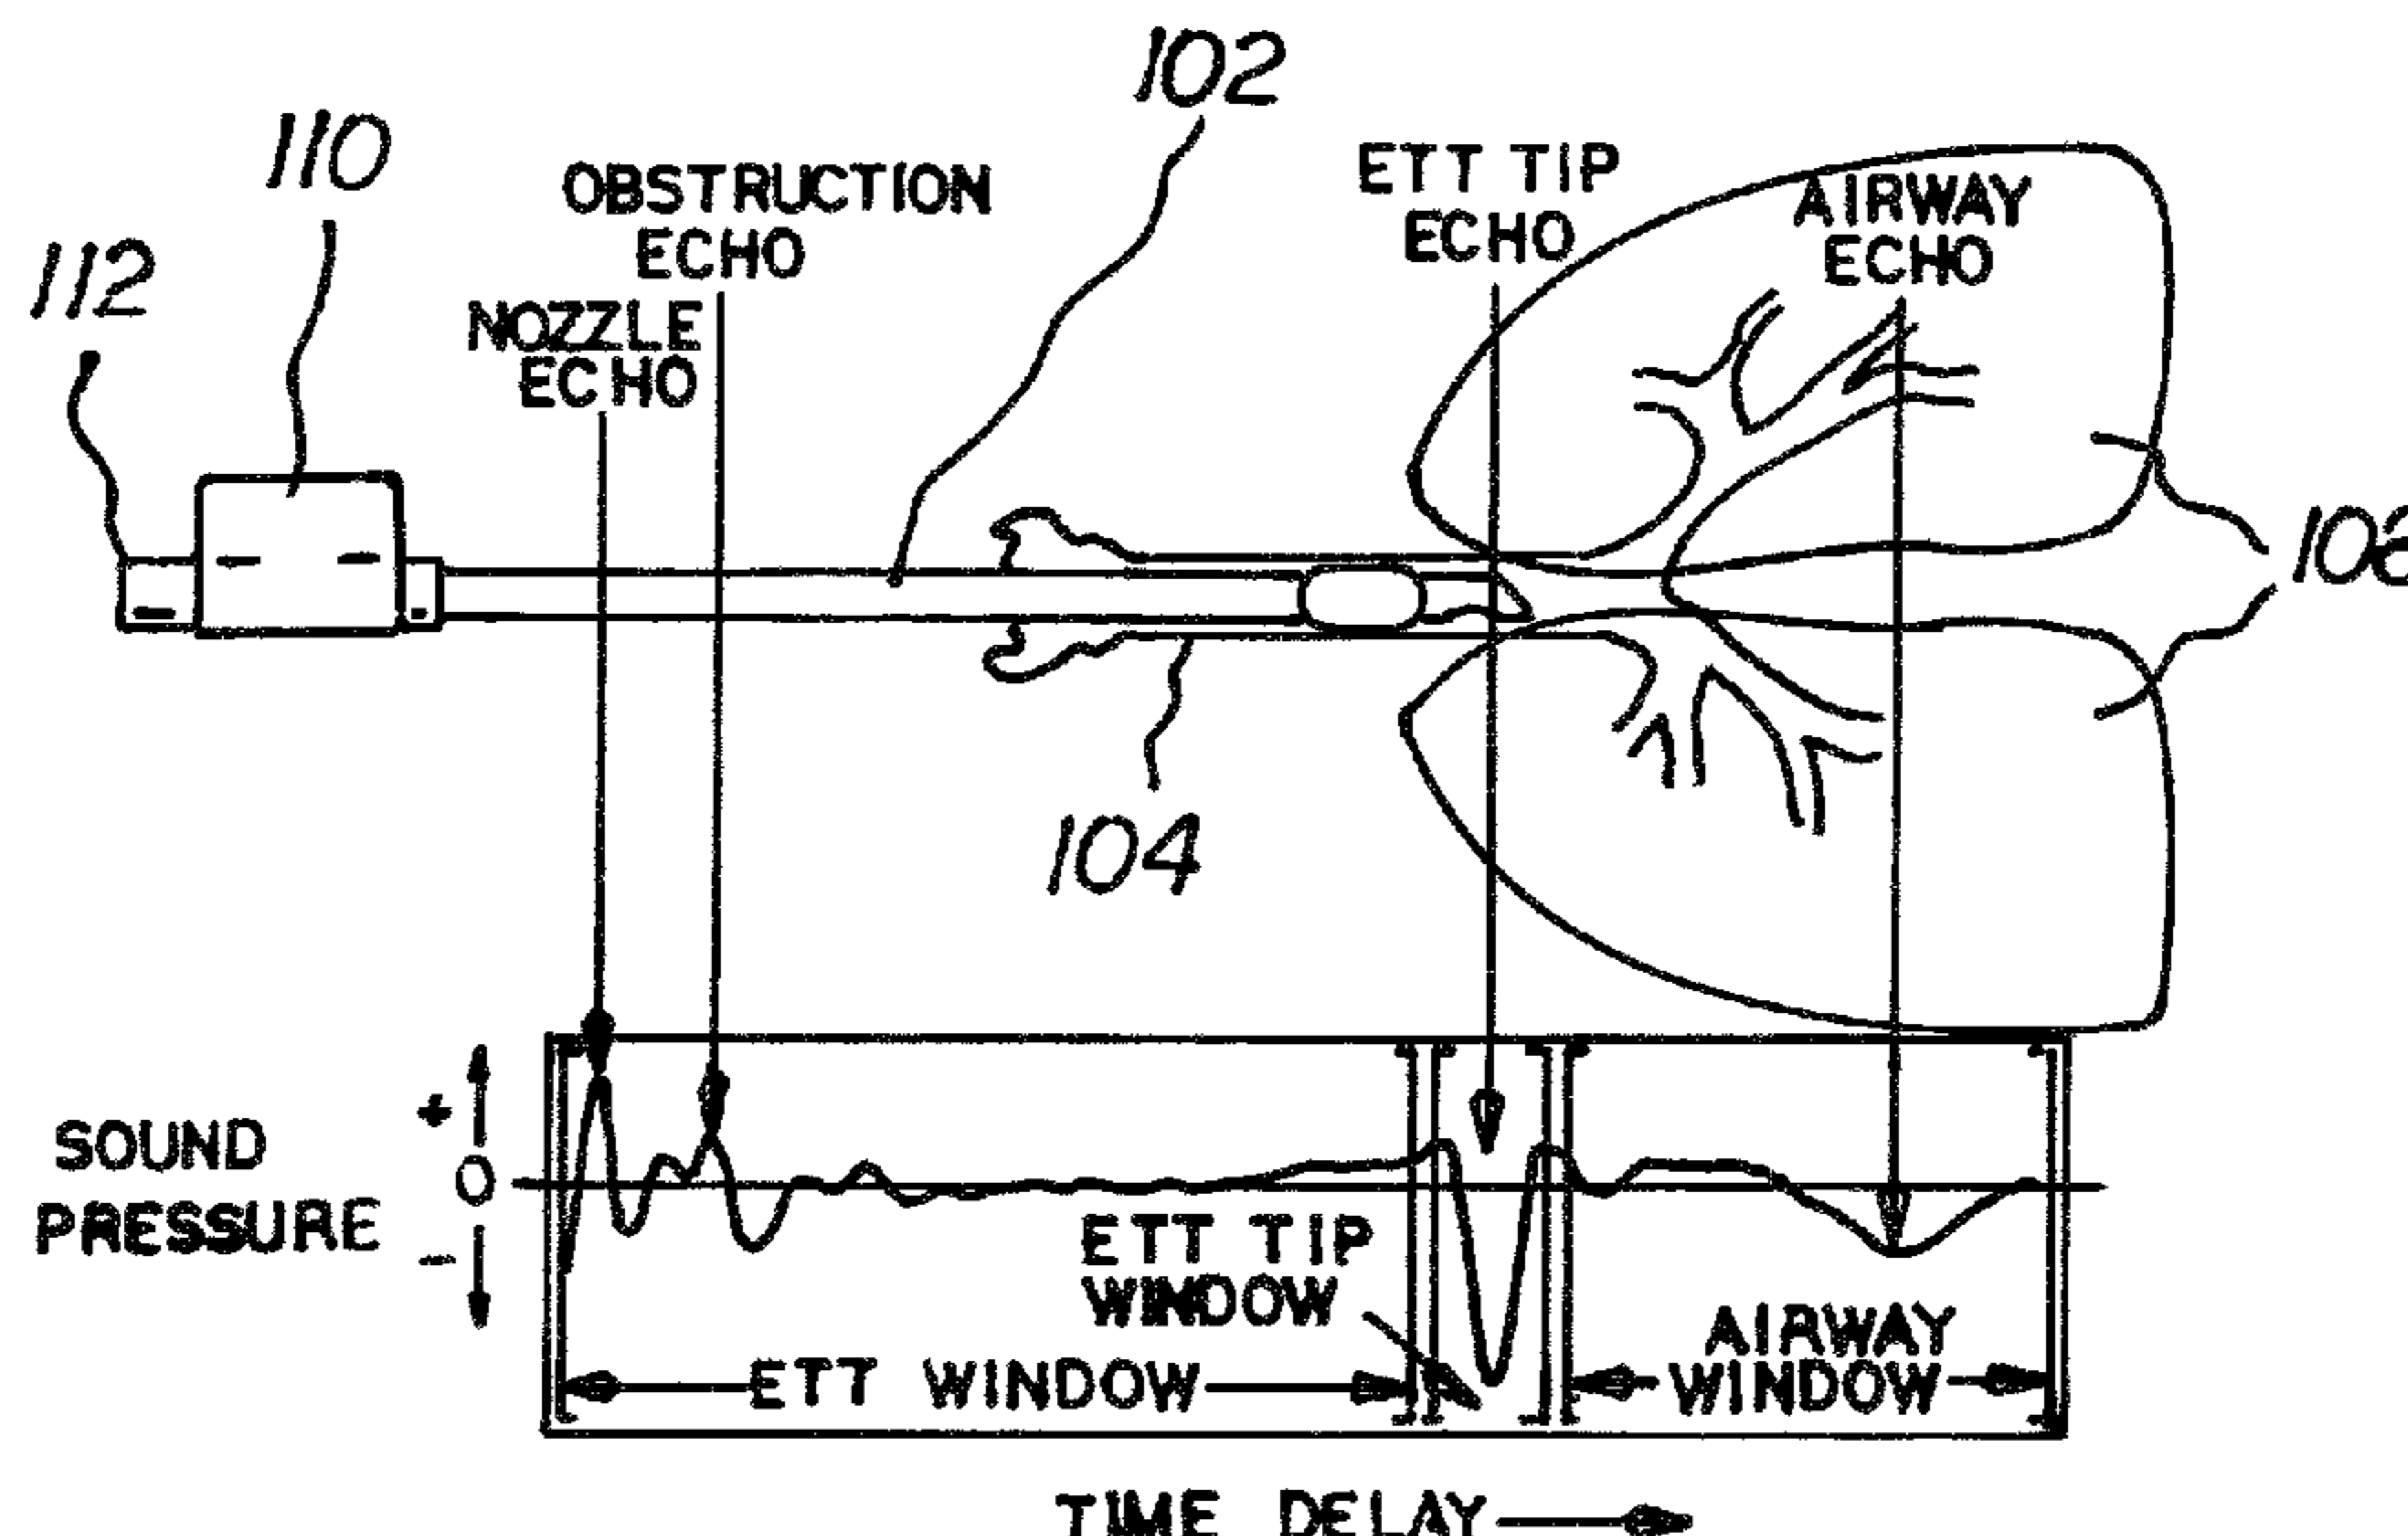 102
110
OBSTRUCTION
ECHO
ETT TIP
ECHO
AIRWAY
ECHO
112
NOZZLE
ECHO
104
SOUND
PRESSURE
+
0
-
ETT TIP
WINDOW
ETT WINDOW
AIRWAY
WINDOW
TIME DELAY